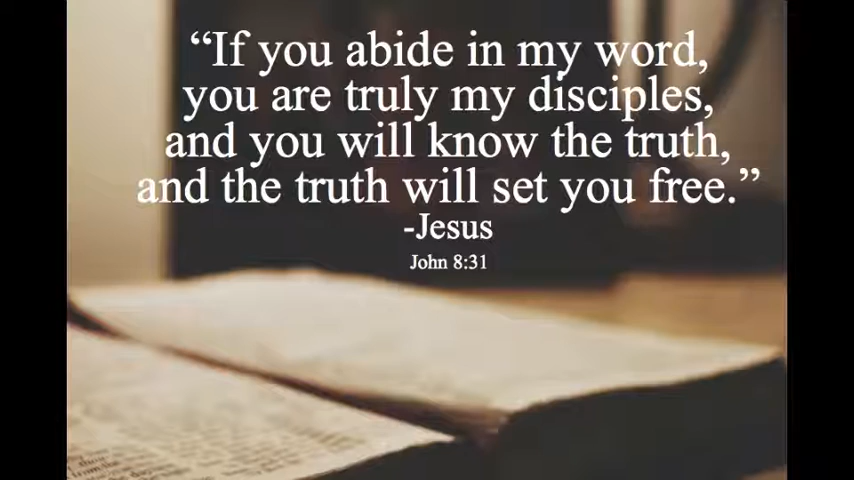 “If you abide in my word,
you are truly my disciples,
and you will know the truth,
and the truth will set you free.”
-Jesus
John 8:31